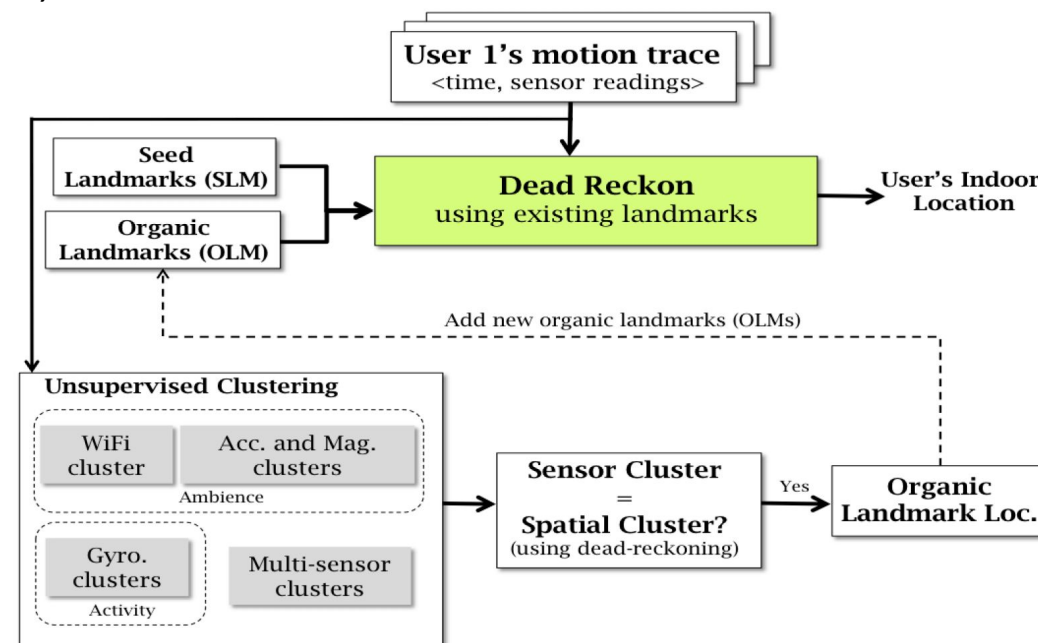 User 1's motion trace
<time, sensor readings>
Seed
Landmarks (SLM)
Organic
Landmarks (OLM)
Dead Reckon
using existing landmarks
User's Indoor
Location
Add new organic landmarks (OLMs)
Unsupervised Clustering
WiFi
cluster
Acc. and Mag.
clusters
Ambience
Gyro.
clusters
Activity
Multi-sensor
clusters
Sensor Cluster
=
Spatial Cluster?
(using dead-reckoning)
Yes
Organic
Landmark Loc.